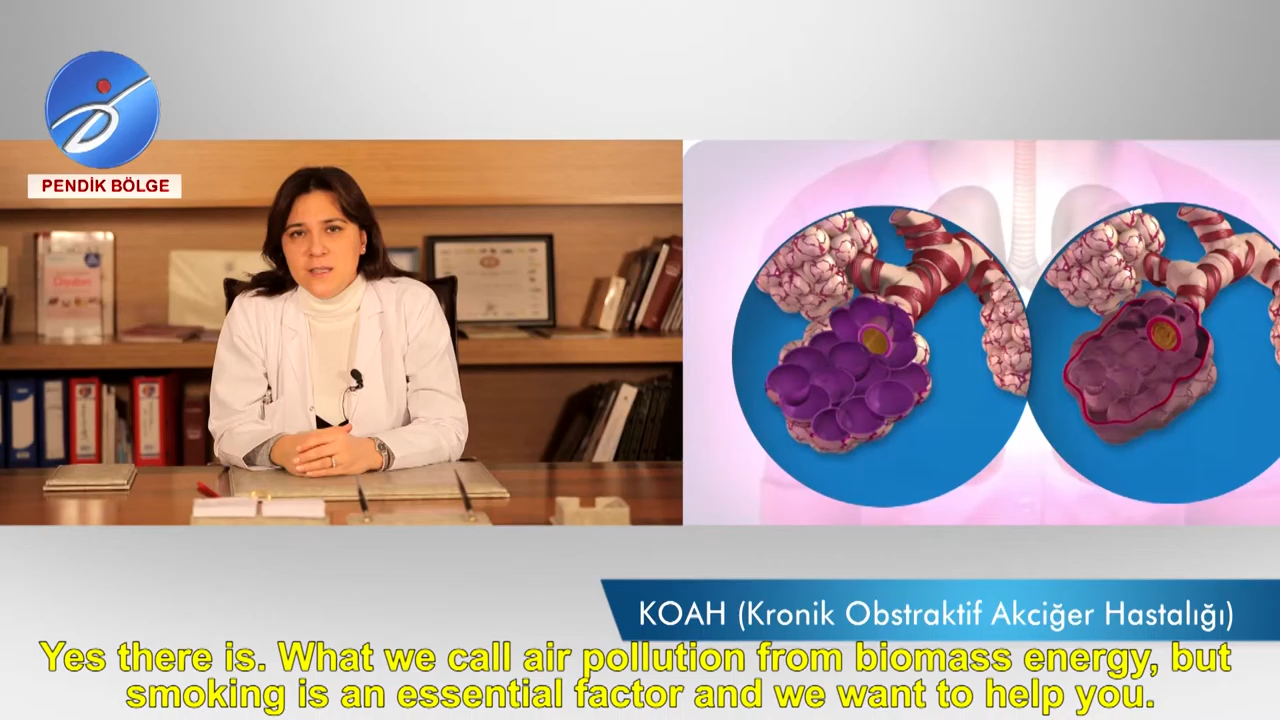 PENDİK BÖLGE
KOAH (Kronik Obstraktif Akciğer Hastalığı)
Yes there is. What we call air pollution from biomass energy, but
smoking is an essential factor and we want to help you.